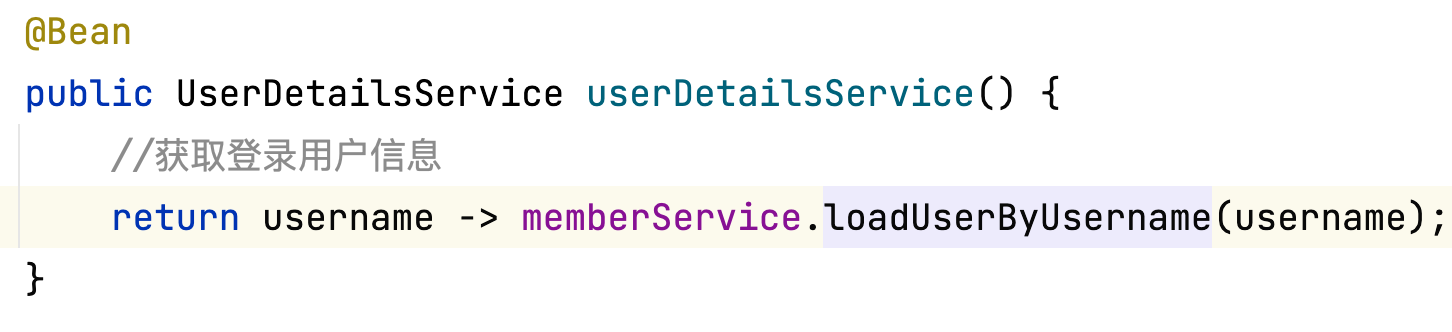 @Bean
public UserDetailsService userDetailsService() {
    //获取登录用户信息
    return username -> memberService.loadUserByUsername(username);
}